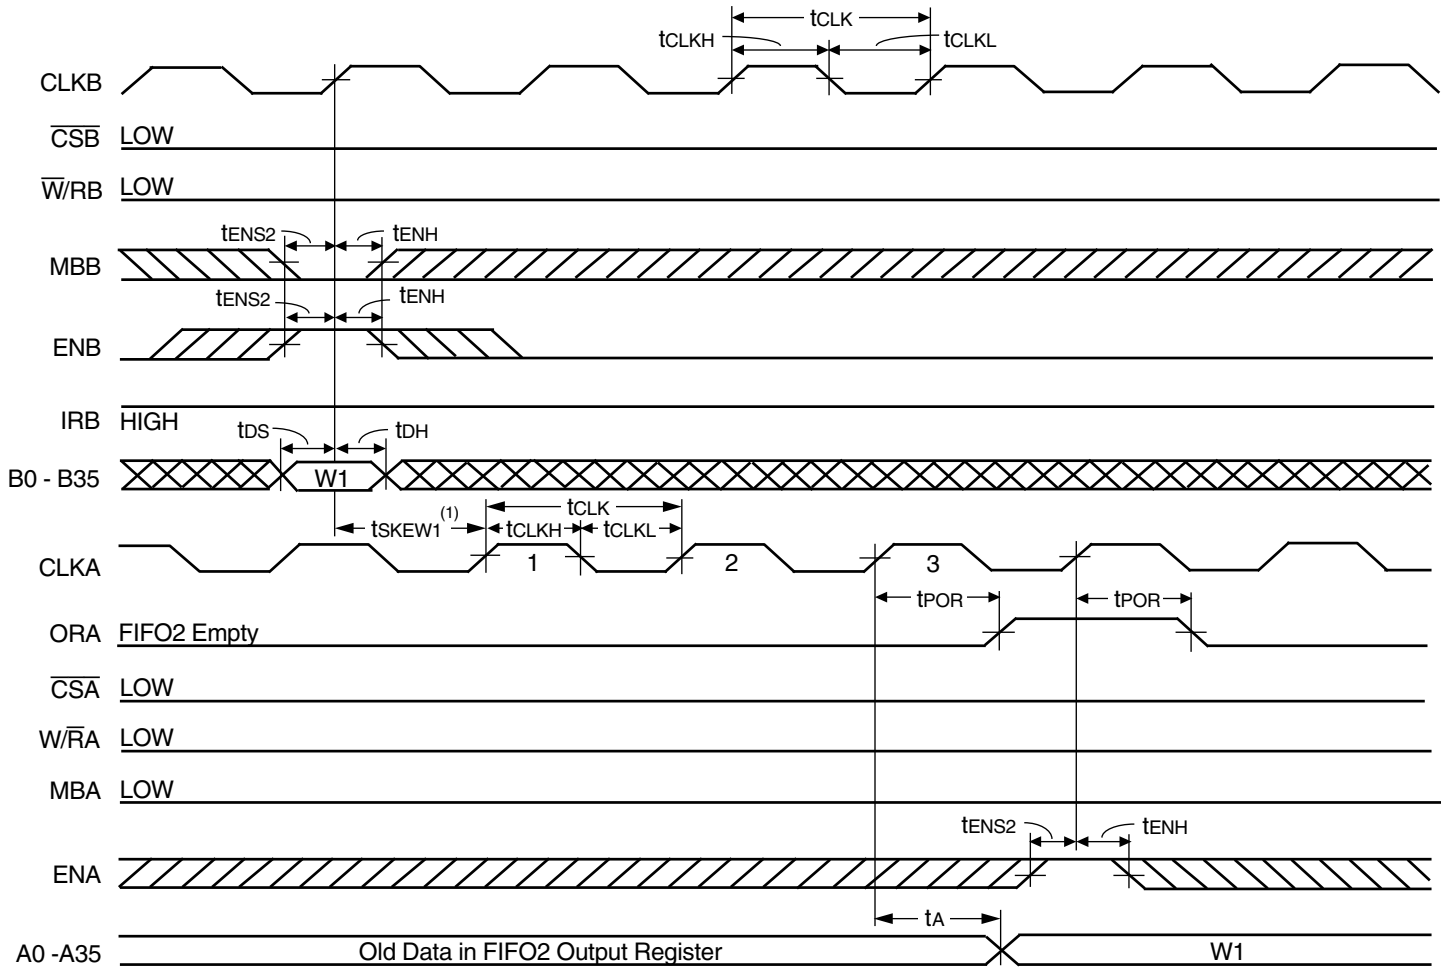 tCLK
tCLKH
tCLKL
CLKB
CSB LOW
W/RB LOW
tENS2 tENH
MBB
tENS2 tENH
ENB
IRB HIGH
tDS tDH
B0 - B35 W1
tCLK
tSKEW1(1) tCLKH tCLKL
CLKA 1 2 3
tPOR tPOR
ORA FIFO2 Empty
CSA LOW
W/RA LOW
MBA LOW
tENS2 tENH
ENA
tA
A0 -A35 Old Data in FIFO2 Output Register W1